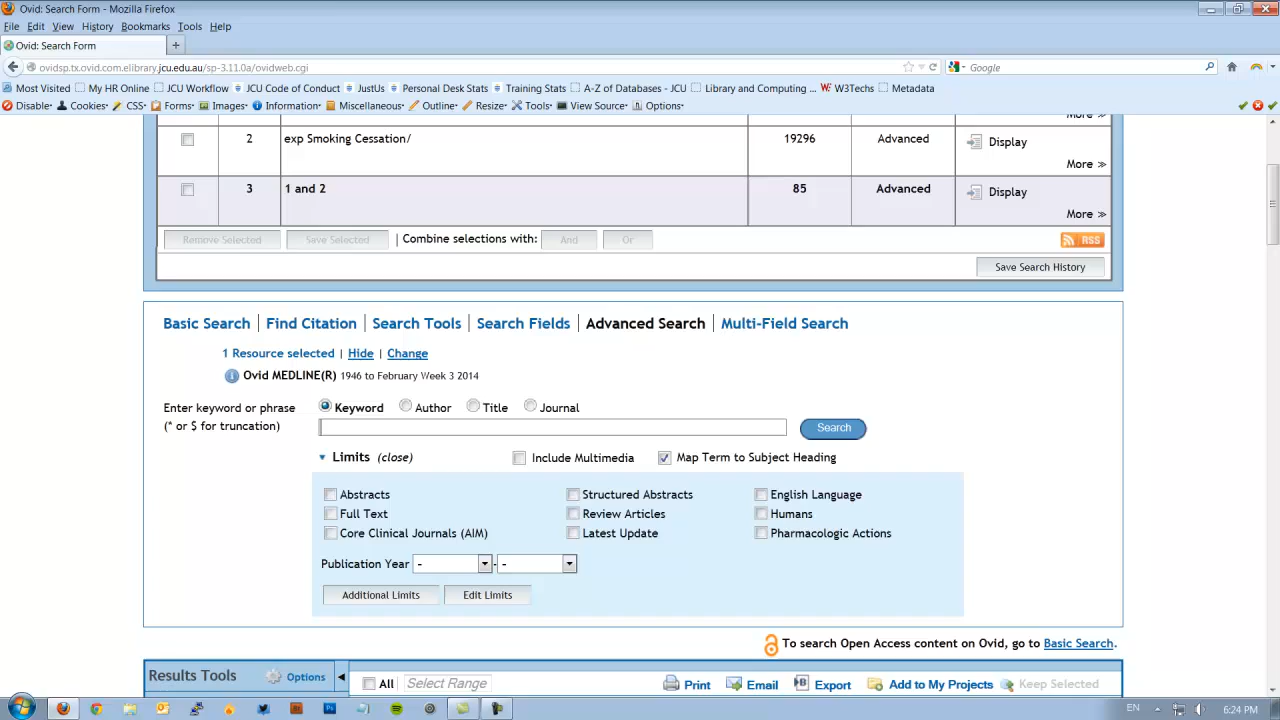 Ovid: Search Form - Mozilla Firefox
File Edit View History Bookmarks Tools Help
Ovid: Search Form +
ovidsp.tx.ovid.com.elibrary.jcu.edu.au/sp-3.11.0a/ovidweb.cgi Google
Most Visited My HR Online JCU Workflow JCU Code of Conduct JustUs Personal Desk Stats Training Stats A-Z of Databases - JCU Library and Computing ... W3Techs Metadata
Disable Cookies CSS Forms Images Information Miscellaneous Outline Resize Tools View Source Options
More »
2 exp Smoking Cessation/ 19296 Advanced Display
More »
3 1 and 2 85 Advanced Display
More »
Remove Selected Save Selected | Combine selections with: And Or RSS
Save Search History
Basic Search | Find Citation | Search Tools | Search Fields | Advanced Search | Multi-Field Search
1 Resource selected | Hide | Change
Ovid MEDLINE(R) 1946 to February Week 3 2014
Enter keyword or phrase Keyword Author Title Journal
(* or $ for truncation) Search
Limits (close) Include Multimedia Map Term to Subject Heading
Abstracts Structured Abstracts English Language
Full Text Review Articles Humans
Core Clinical Journals (AIM) Latest Update Pharmacologic Actions
Publication Year - - -
Additional Limits Edit Limits
To search Open Access content on Ovid, go to Basic Search.
Results Tools Options All Select Range Print Email Export Add to My Projects Keep Selected
EN 6:24 PM